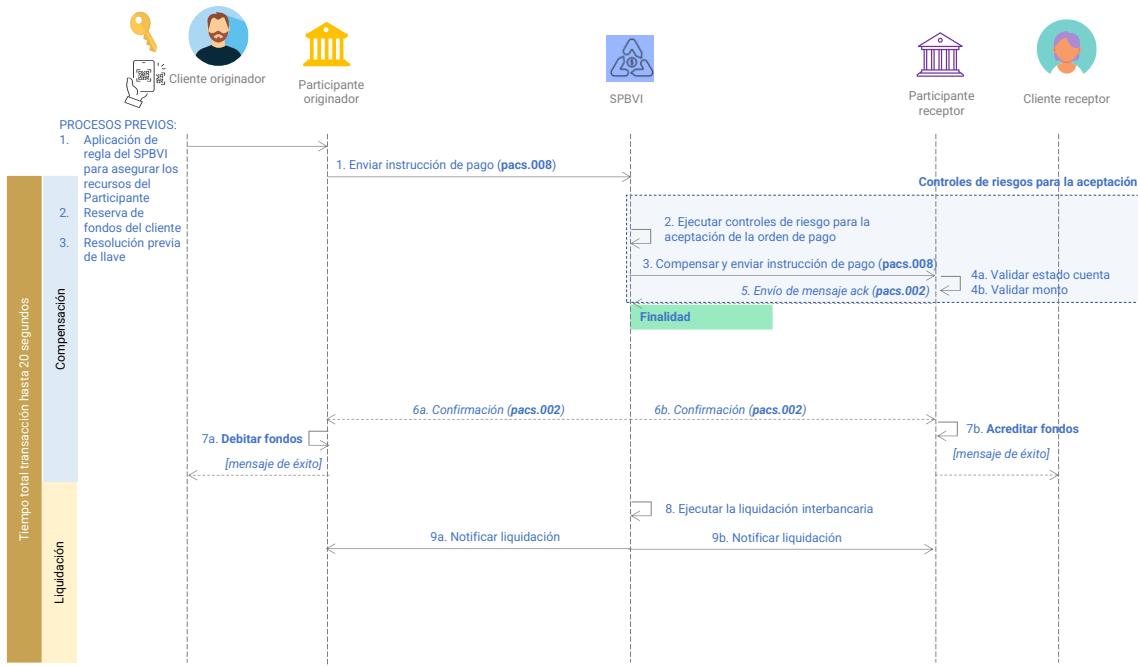 Cliente originador
Participante
originador
SPBVI
Participante
receptor
Cliente receptor
PROCESOS PREVIOS:
1. Aplicación de
regla del SPBVI
para asegurar los
recursos del
Participante
2. Reserva de
fondos del cliente
3. Resolución previa
de llave
Tiempo total transacción hasta 20 segundos
Compensación
Liquidación
1. Enviar instrucción de pago (pacs.008)
Controles de riesgos para la aceptación
2. Ejecutar controles de riesgo para la
aceptación de la orden de pago
3. Compensar y enviar instrucción de pago (pacs.008)
4a. Validar estado cuenta
4b. Validar monto
5. Envío de mensaje ack (pacs.002)
Finalidad
6a. Confirmación (pacs.002)
6b. Confirmación (pacs.002)
7a. Debitar fondos
7b. Acreditar fondos
[mensaje de éxito]
[mensaje de éxito]
8. Ejecutar la liquidación interbancaria
9a. Notificar liquidación
9b. Notificar liquidación